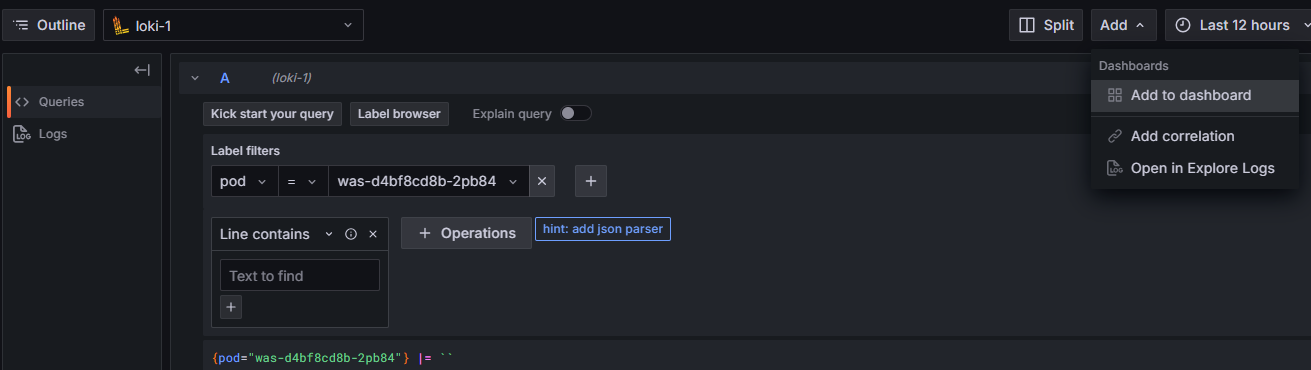 Outline
loki-1
Split
Add
Last 12 hours
Dashboards
Add to dashboard
Add correlation
LOG Open in Explore Logs
Queries
LOG Logs
A (loki-1)
Kick start your query
Label browser
Explain query
Label filters
pod
=
was-d4bf8cd8b-2pb84
Line contains
Operations
hint: add json parser
Text to find
{pod="was-d4bf8cd8b-2pb84"} |= ``